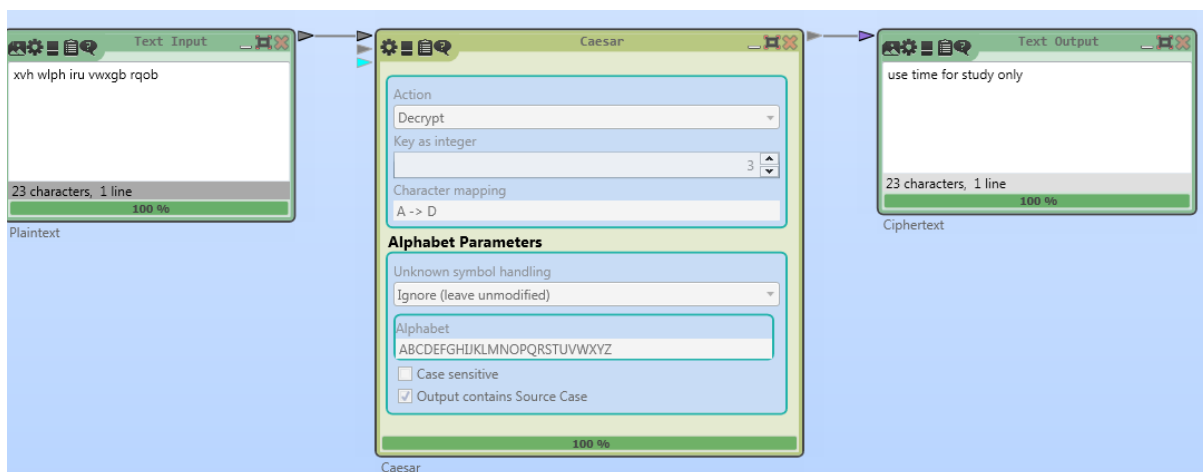 Text Input
xvh wlph iru vwxgb rqob
23 characters, 1 line
100 %
Plaintext
Caesar
Action
Decrypt
Key as integer
3
Character mapping
A -> D
Alphabet Parameters
Unknown symbol handling
Ignore (leave unmodified)
Alphabet
ABCDEFGHIJKLMNOPQRSTUVWXYZ
Case sensitive
Output contains Source Case
100 %
Caesar
Text Output
use time for study only
23 characters, 1 line
100 %
Ciphertext